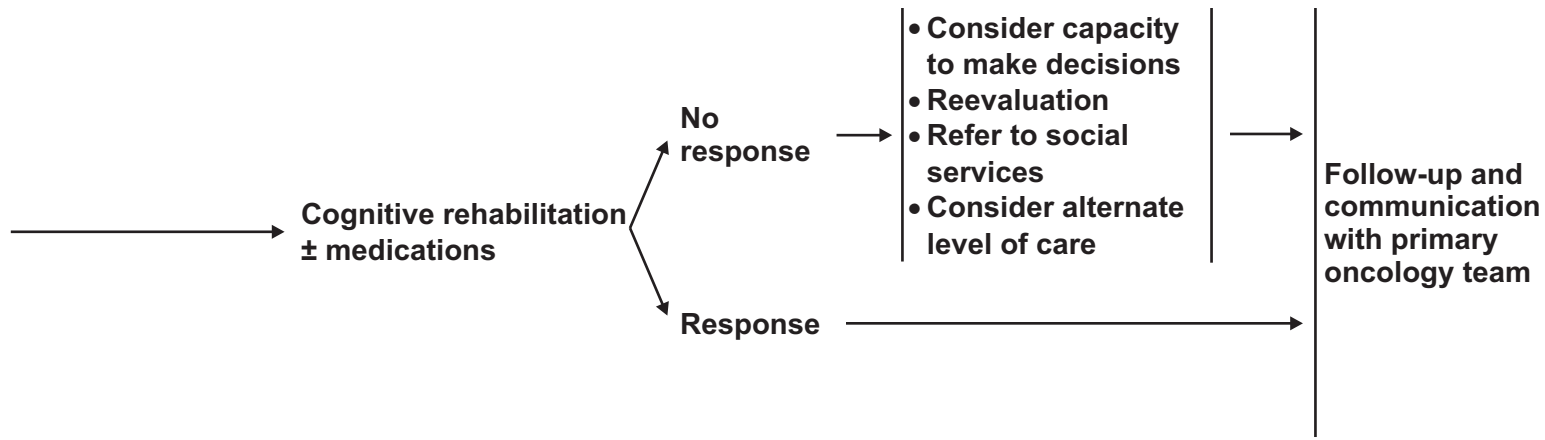 Cognitive rehabilitation
± medications
No
response
• Consider capacity
to make decisions
• Reevaluation
• Refer to social
services
• Consider alternate
level of care
Response
Follow-up and
communication
with primary
oncology team